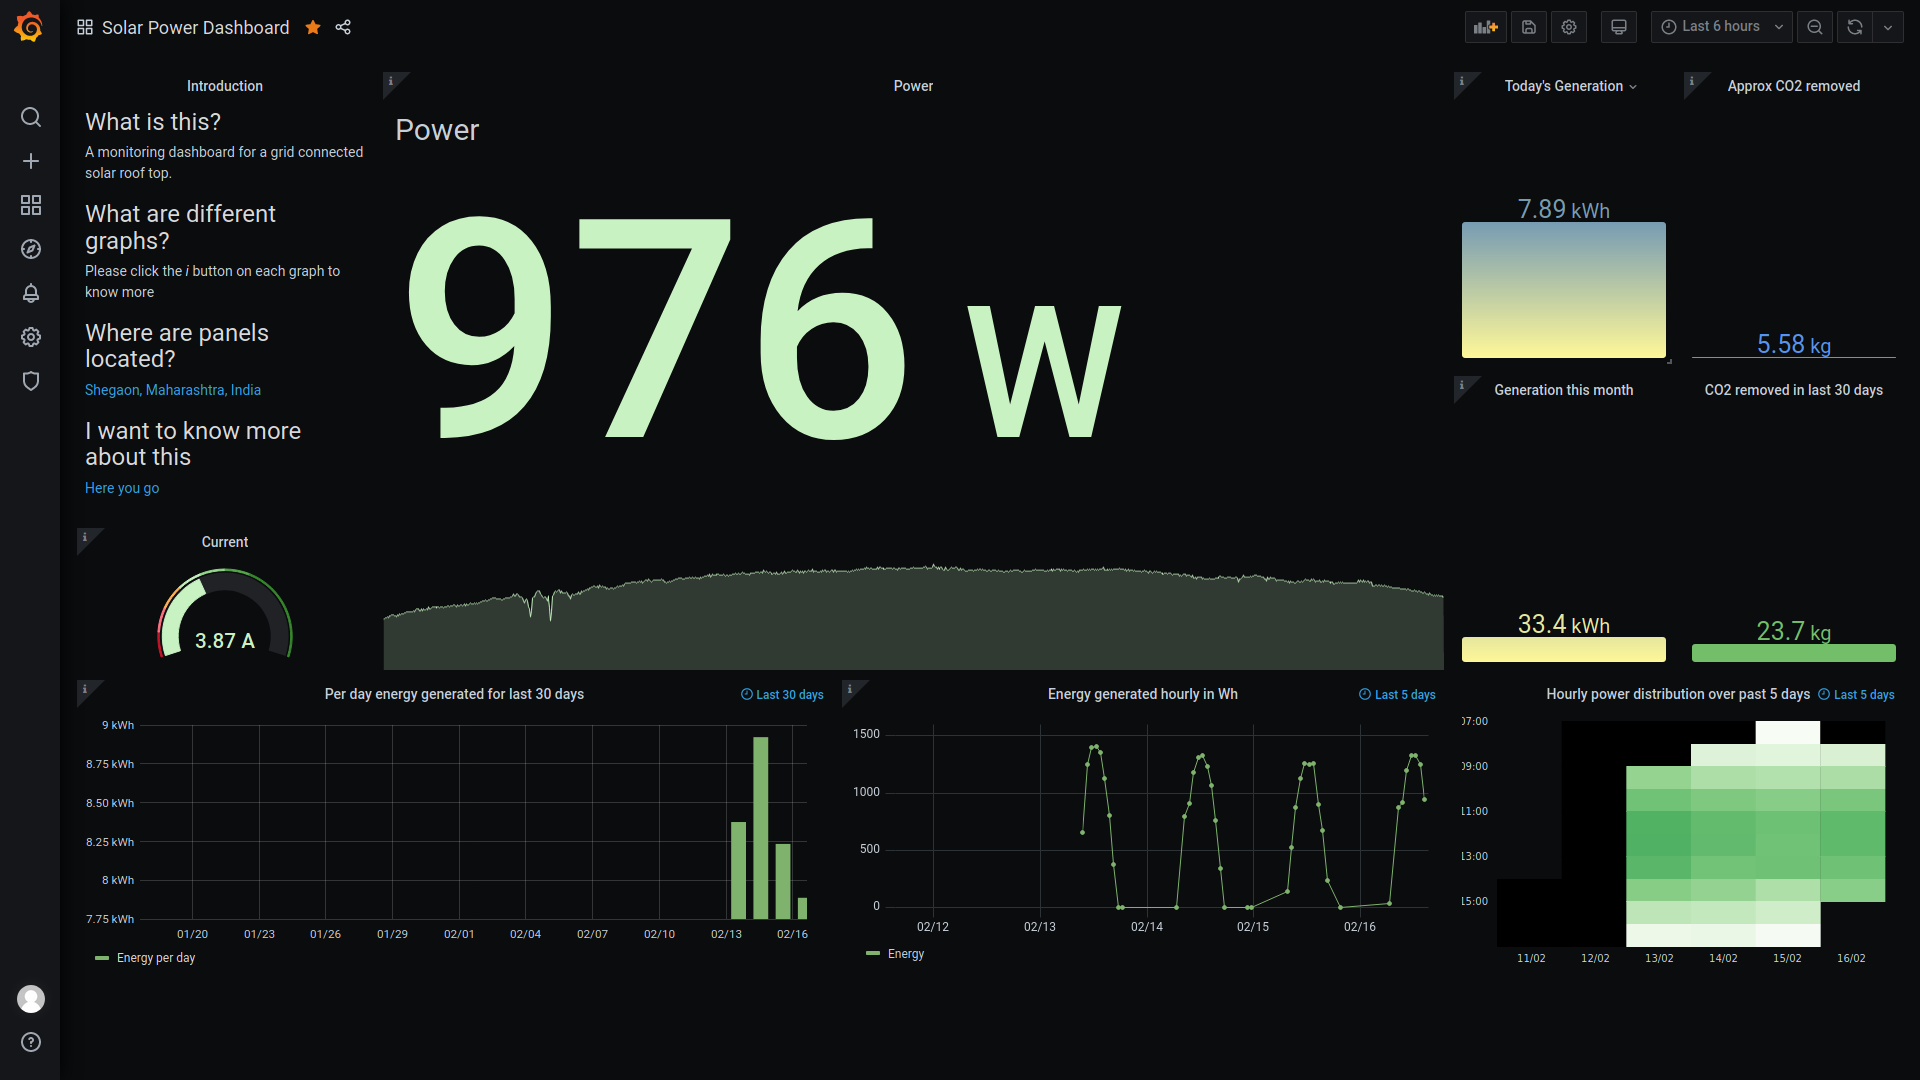 Solar Power Dashboard
Last 6 hours
Introduction
What is this?
A monitoring dashboard for a grid connected
solar roof top.
What are different
graphs?
Please click the i button on each graph to
know more
Where are panels
located?
Shegaon, Maharashtra, India
I want to know more
about this
Here you go
i
Power
Power
976 W
i
Today's Generation
7.89 kWh
i
Approx CO2 removed
5.58 kg
i
Generation this month
33.4 kWh
CO2 removed in last 30 days
23.7 kg
i
Current
3.87 A
i
Per day energy generated for last 30 days
Last 30 days
9 kWh
8.75 kWh
8.50 kWh
8.25 kWh
8 kWh
7.75 kWh
01/20 01/23 01/26 01/29 02/01 02/04 02/07 02/10 02/13 02/16
Energy per day
i
Energy generated hourly in Wh
Last 5 days
1500
1000
500
0
02/12 02/13 02/14 02/15 02/16
Energy
Hourly power distribution over past 5 days
Last 5 days
07:00
09:00
11:00
13:00
15:00
11/02 12/02 13/02 14/02 15/02 16/02
?